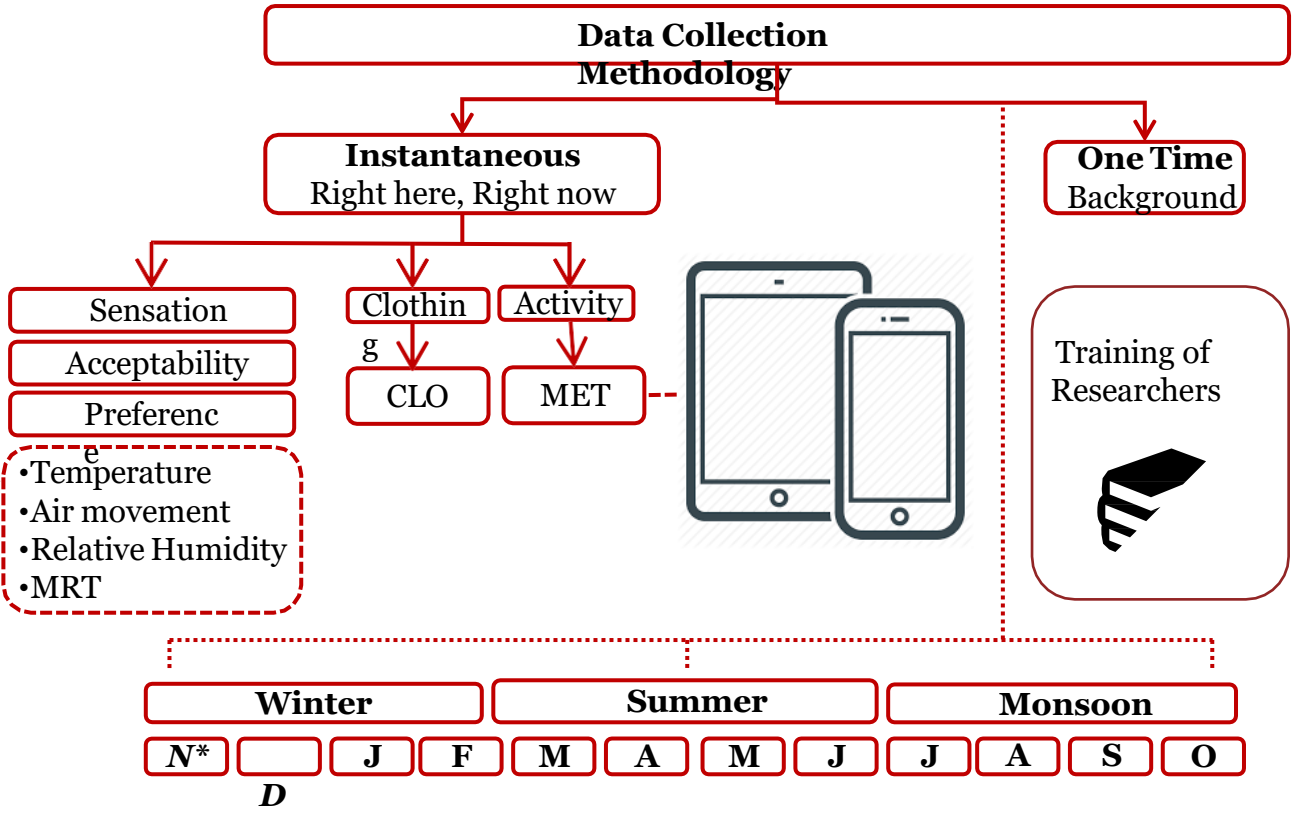 Data Collection
Methodology
Instantaneous
Right here, Right now
One Time
Background
Sensation
Clothin
g
Activity
Acceptability
Preferenc
e
CLO
MET
•Temperature
•Air movement
•Relative Humidity
•MRT
Training of
Researchers
Winter
Summer
Monsoon
N*
D
J
F
M
A
M
J
J
A
S
O